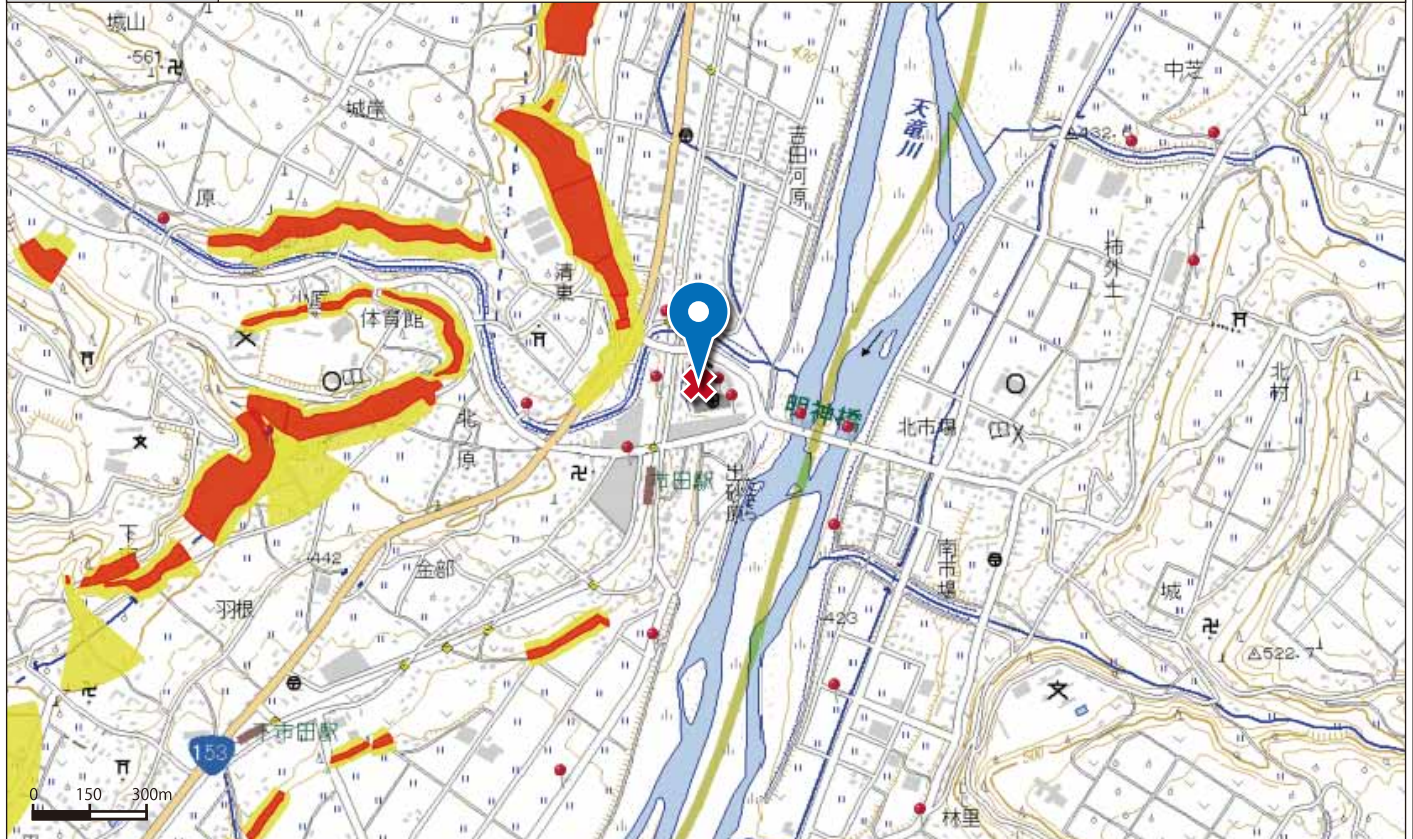 城山
561
中芝
430
城岸
天竜川
吉田河原
432.
原
柿外土
清東
体育館
北村
明神橋
北市場
北原
市田駅
出砂原
南市場
442
金部
下
羽根
城
423
522.7
下市田駅
153
500
0 150 300m
林里